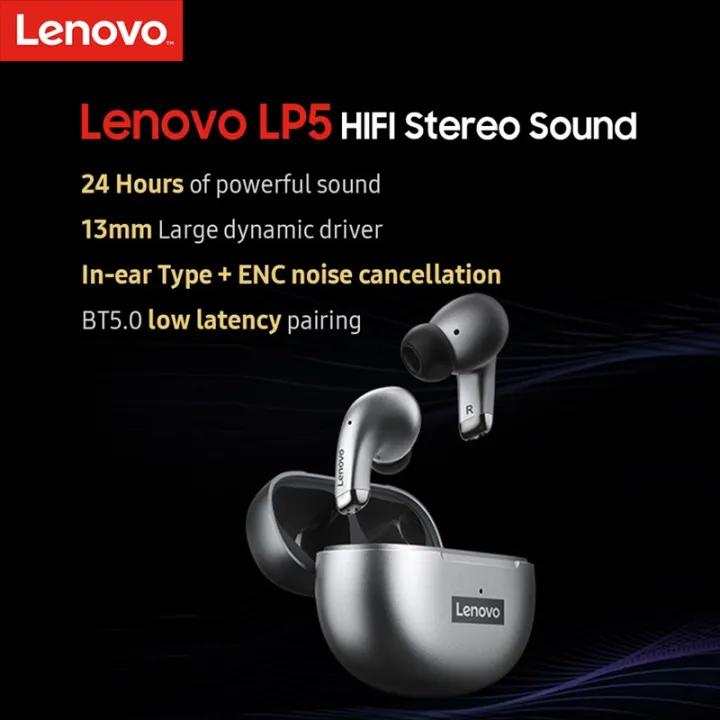 Lenovo™
Lenovo LP5 HIFI Stereo Sound
24 Hours of powerful sound
13mm Large dynamic driver
In-ear Type + ENC noise cancellation
BT5.0 low latency pairing
R
Lenovo
Lenovo